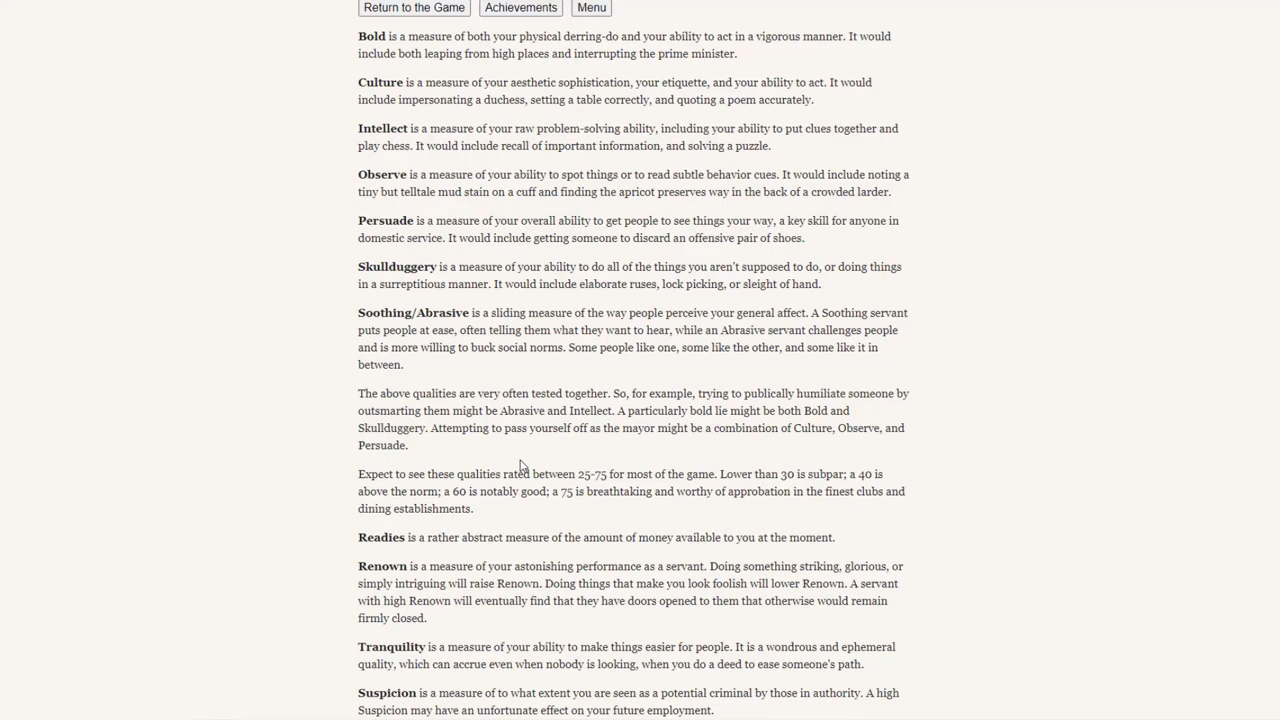 Return to the Game Achievements Menu
Bold is a measure of both your physical derring-do and your ability to act in a vigorous manner. It would
include both leaping from high places and interrupting the prime minister.
Culture is a measure of your aesthetic sophistication, your etiquette, and your ability to act. It would
include impersonating a duchess, setting a table correctly, and quoting a poem accurately.
Intellect is a measure of your raw problem-solving ability, including your ability to put clues together and
play chess. It would include recall of important information, and solving a puzzle.
Observe is a measure of your ability to spot things or to read subtle behavior cues. It would include noting a
tiny but telltale mud stain on a cuff and finding the apricot preserves way in the back of a crowded larder.
Persuade is a measure of your overall ability to get people to see things your way, a key skill for anyone in
domestic service. It would include getting someone to discard an offensive pair of shoes.
Skullduggery is a measure of your ability to do all of the things you aren't supposed to do, or doing things
in a surreptitious manner. It would include elaborate ruses, lock picking, or sleight of hand.
Soothing/Abrasive is a sliding measure of the way people perceive your general affect. A Soothing servant
puts people at ease, often telling them what they want to hear, while an Abrasive servant challenges people
and is more willing to buck social norms. Some people like one, some like the other, and some like it in
between.
The above qualities are very often tested together. So, for example, trying to publically humiliate someone by
outsmarting them might be Abrasive and Intellect. A particularly bold lie might be both Bold and
Skullduggery. Attempting to pass yourself off as the mayor might be a combination of Culture, Observe, and
Persuade.
Expect to see these qualities rated between 25-75 for most of the game. Lower than 30 is subpar; a 40 is
above the norm; a 60 is notably good; a 75 is breathtaking and worthy of approbation in the finest clubs and
dining establishments.
Readies is a rather abstract measure of the amount of money available to you at the moment.
Renown is a measure of your astonishing performance as a servant. Doing something striking, glorious, or
simply intriguing will raise Renown. Doing things that make you look foolish will lower Renown. A servant
with high Renown will eventually find that they have doors opened to them that otherwise would remain
firmly closed.
Tranquility is a measure of your ability to make things easier for people. It is a wondrous and ephemeral
quality, which can accrue even when nobody is looking, when you do a deed to ease someone's path.
Suspicion is a measure of to what extent you are seen as a potential criminal by those in authority. A high
Suspicion may have an unfortunate effect on your future employment.